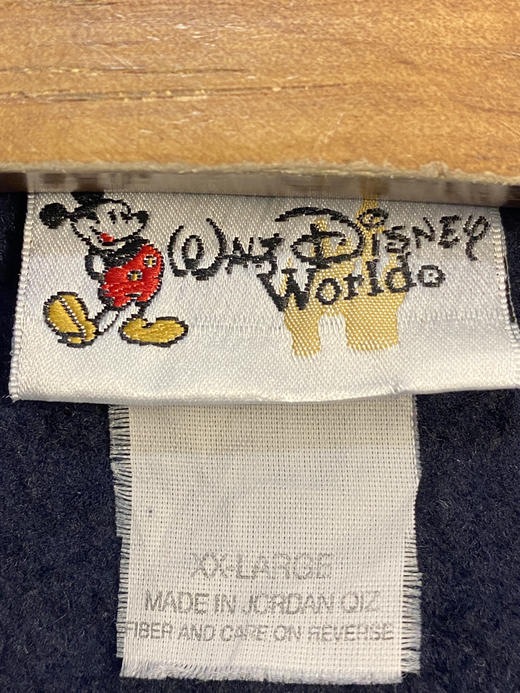 Walt Disney
World®
XX-LARGE
MADE IN JORDAN QIZ
FIBER AND CARE ON REVERSE